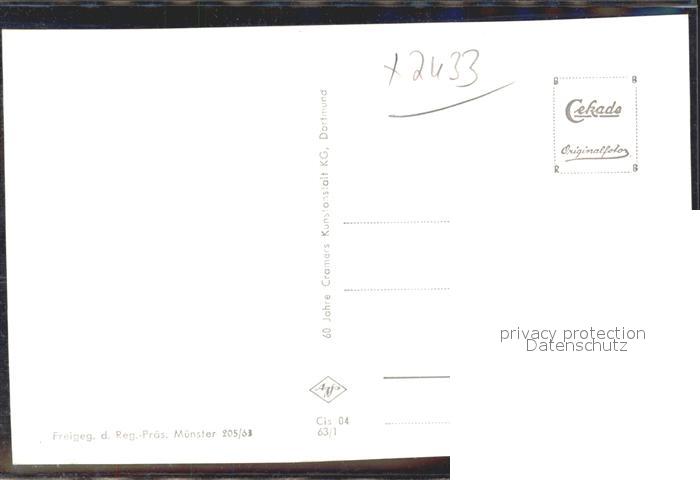 x2433
B B
Cekade
Originalfoto
R B
60 Jahre Cramers Kunstanstalt KG, Dortmund
privacy protection
Datenschutz
Agfa
Cis 04
63/1
Freigeg. d. Reg.-Präs. Münster 205/63